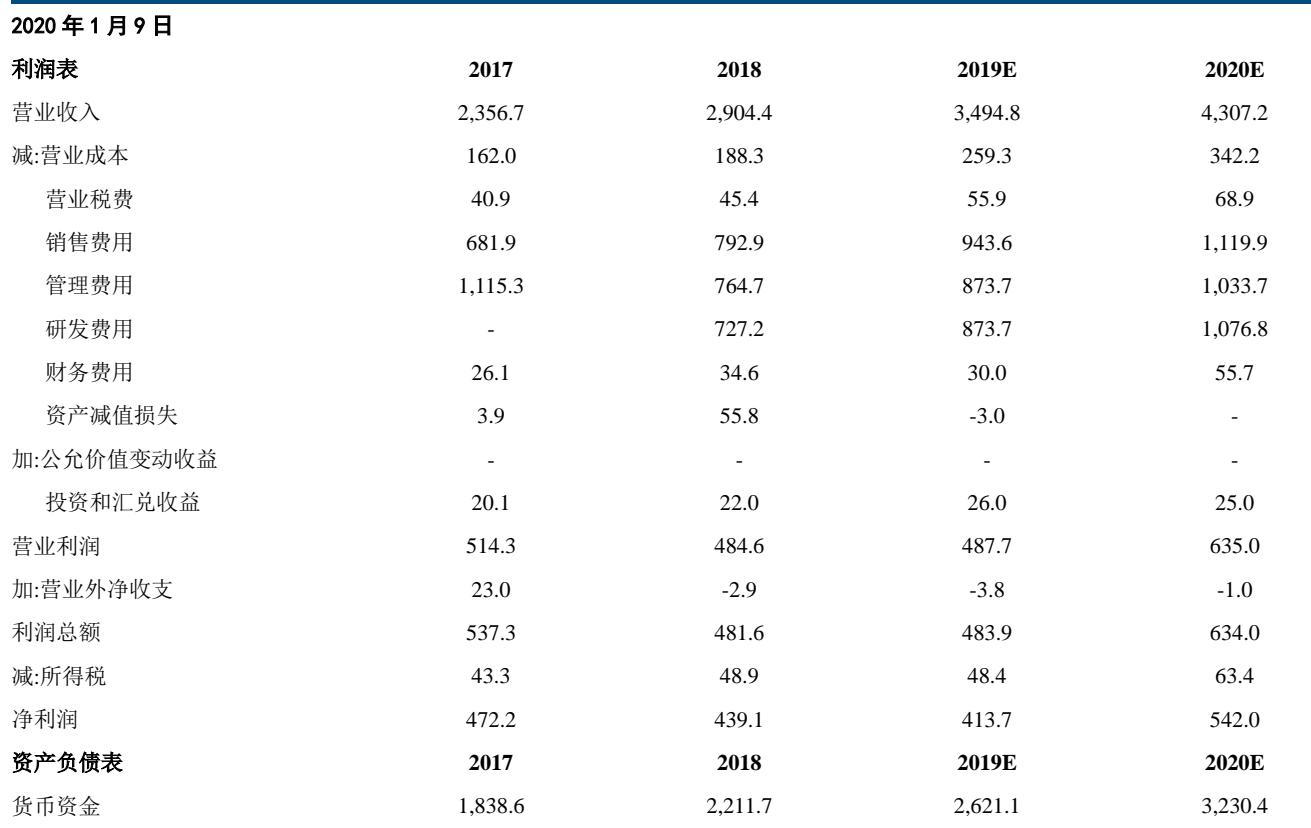 2020 年 1 月 9 日
利润表 2017 2018 2019E 2020E
营业收入 2,356.7 2,904.4 3,494.8 4,307.2
减:营业成本 162.0 188.3 259.3 342.2
营业税费 40.9 45.4 55.9 68.9
销售费用 681.9 792.9 943.6 1,119.9
管理费用 1,115.3 764.7 873.7 1,033.7
研发费用 - 727.2 873.7 1,076.8
财务费用 26.1 34.6 30.0 55.7
资产减值损失 3.9 55.8 -3.0 -
加:公允价值变动收益 - - - -
投资和汇兑收益 20.1 22.0 26.0 25.0
营业利润 514.3 484.6 487.7 635.0
加:营业外净收支 23.0 -2.9 -3.8 -1.0
利润总额 537.3 481.6 483.9 634.0
减:所得税 43.3 48.9 48.4 63.4
净利润 472.2 439.1 413.7 542.0
资产负债表 2017 2018 2019E 2020E
货币资金 1,838.6 2,211.7 2,621.1 3,230.4